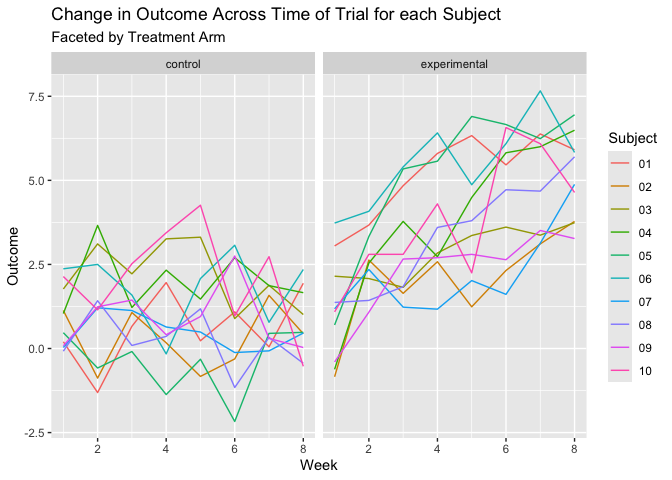 Change in Outcome Across Time of Trial for each Subject
Faceted by Treatment Arm
control
experimental
7.5
5.0
2.5
0.0
-2.5
Outcome
2 4 6 8
2 4 6 8
Week
Subject
01
02
03
04
05
06
07
08
09
10